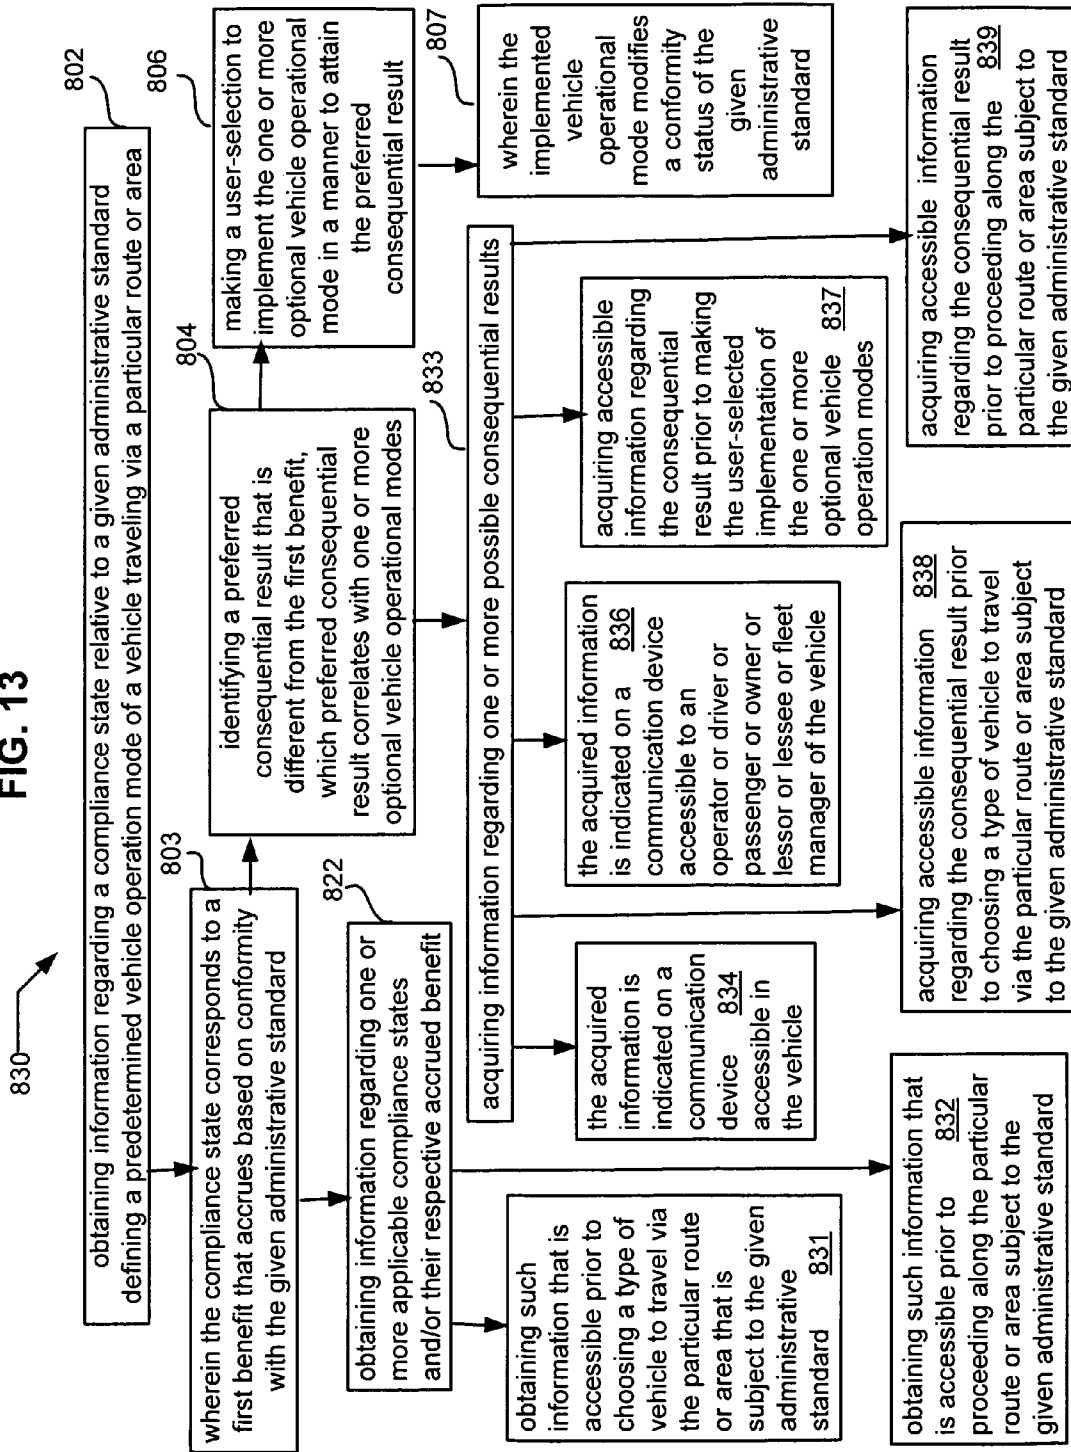 FIG. 13
830
802
obtaining information regarding a compliance state relative to a given administrative standard
defining a predetermined vehicle operation mode of a vehicle traveling via a particular route or area
803
wherein the compliance state corresponds to a
first benefit that accrues based on conformity
with the given administrative standard
804
identifying a preferred
consequential result that is
different from the first benefit,
which preferred consequential
result correlates with one or more
optional vehicle operational modes
806
making a user-selection to
implement the one or more
optional vehicle operational
mode in a manner to attain
the preferred
consequential result
807
wherein the
implemented
vehicle
operational
mode modifies
a conformity
status of the
given
administrative
standard
822
obtaining information regarding one or
more applicable compliance states
and/or their respective accrued benefit
833
acquiring information regarding one or more possible consequential results
obtaining such
information that is
accessible prior to
choosing a type of
vehicle to travel via
the particular route
or area that is
subject to the given
administrative
standard 831
the acquired
information is
indicated on a
communication
device 834
accessible in
the vehicle
the acquired information
is indicated on a 836
communication device
accessible to an
operator or driver or
passenger or owner or
lessor or lessee or fleet
manager of the vehicle
acquiring accessible
information regarding
the consequential
result prior to making
the user-selected
implementation of
the one or more
optional vehicle 837
operation modes
obtaining such information that
is accessible prior to 832
proceeding along the particular
route or area subject to the
given administrative standard
acquiring accessible information 838
regarding the consequential result prior
to choosing a type of vehicle to travel
via the particular route or area subject
to the given administrative standard
acquiring accessible information
regarding the consequential result
prior to proceeding along the 839
particular route or area subject to
the given administrative standard